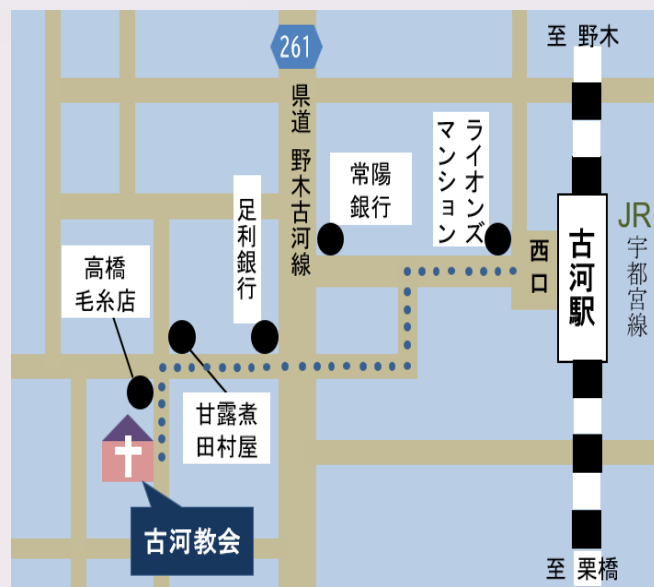 至 野木
261
県道 野木古河線
ライオンズ
マンション
常陽
銀行
足利銀行
JR
宇都宮線
古河駅
西口
高橋
毛糸店
甘露煮
田村屋
古河教会
至 栗橋